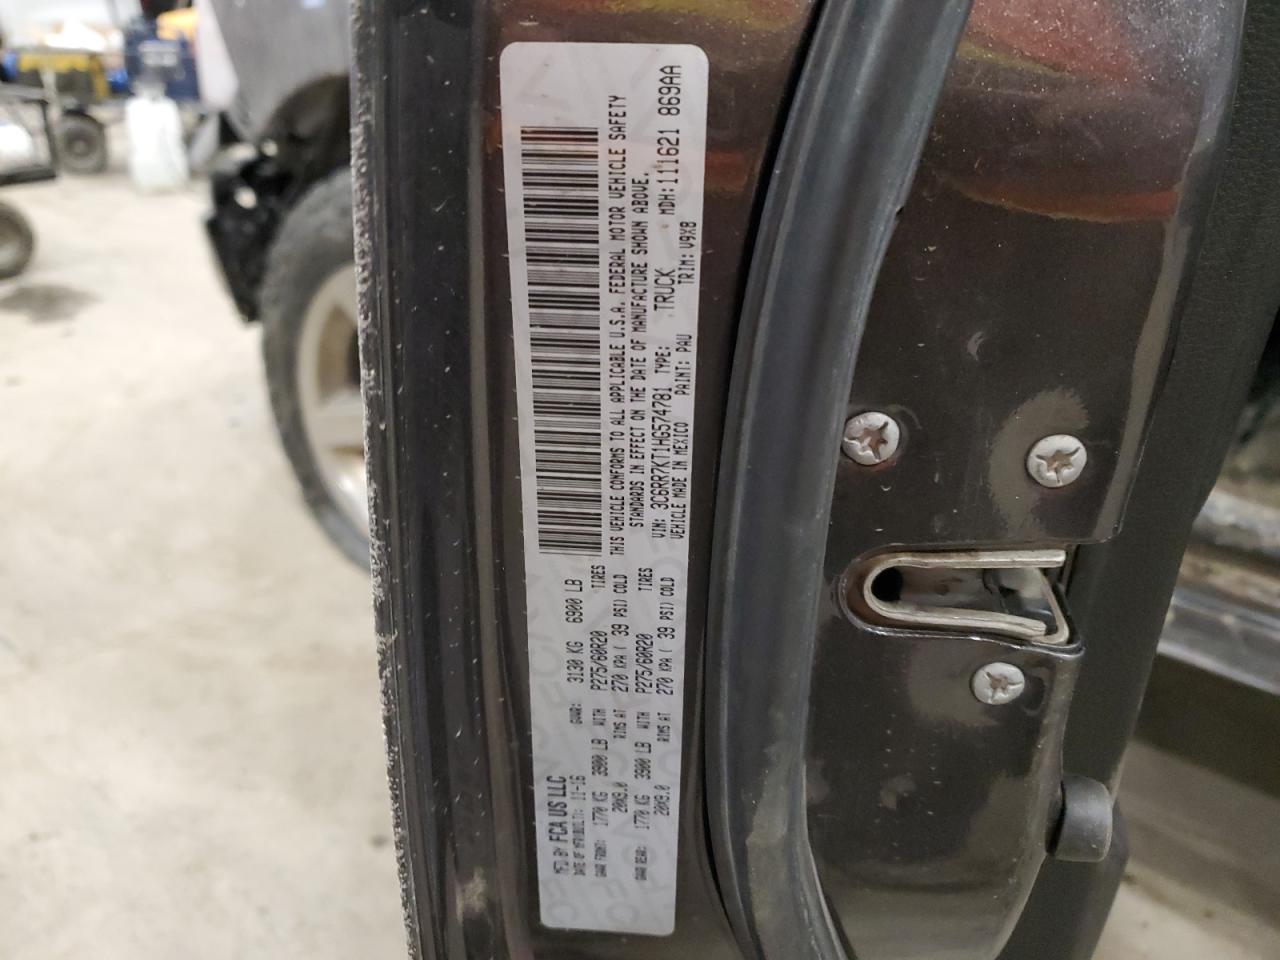 MFD BY FCA US LLC
DATE OF MFR(BUILT): 11-16 GVWR: 3130 KG 6900 LB
GAWR FRONT: 1770 KG 3900 LB WITH P275/60R20 TIRES
20X9.0 RIMS AT 270 KPA ( 39 PSI) COLD
GAWR REAR: 1770 KG 3900 LB WITH P275/60R20 TIRES
20X9.0 RIMS AT 270 KPA ( 39 PSI) COLD
THIS VEHICLE CONFORMS TO ALL APPLICABLE U.S.A. FEDERAL MOTOR VEHICLE SAFETY
STANDARDS IN EFFECT ON THE DATE OF MANUFACTURE SHOWN ABOVE.
VIN: 3C6RR7KT1HG574781 TYPE: TRUCK MDH:111621 869AA
VEHICLE MADE IN MEXICO PAINT: PAU TRIM: V9X8